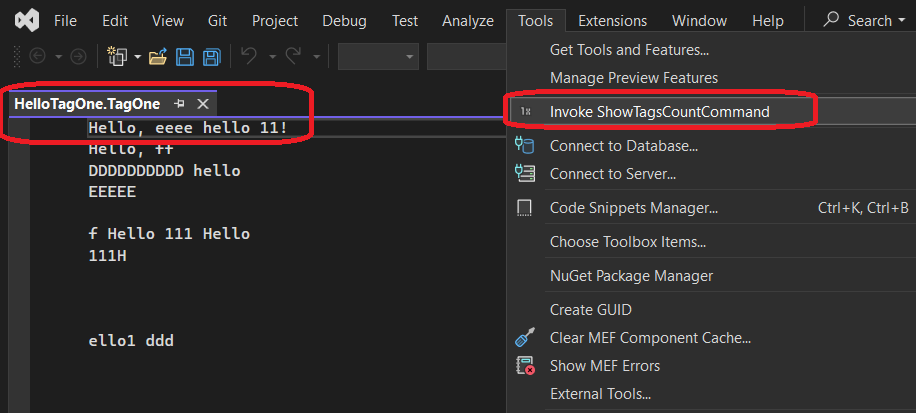 File Edit View Git Project Debug Test Analyze Tools Extensions Command Help Search
HelloTagOne.TagOne
Hello, eeee hello 11!
Hello, ff
DDDDDDDDDD hello
EEEEE
f Hello 111 Hello
111H
ello1 ddd
Get Tools and Features...
Manage Preview Features
Invoke ShowTagsCountCommand
Connect to Database...
Connect to Server...
Code Snippets Manager... Ctrl+K, Ctrl+B
Choose Toolbox Items...
NuGet Package Manager
Create GUID
Clear MEF Component Cache...
Show MEF Errors
External Tools...